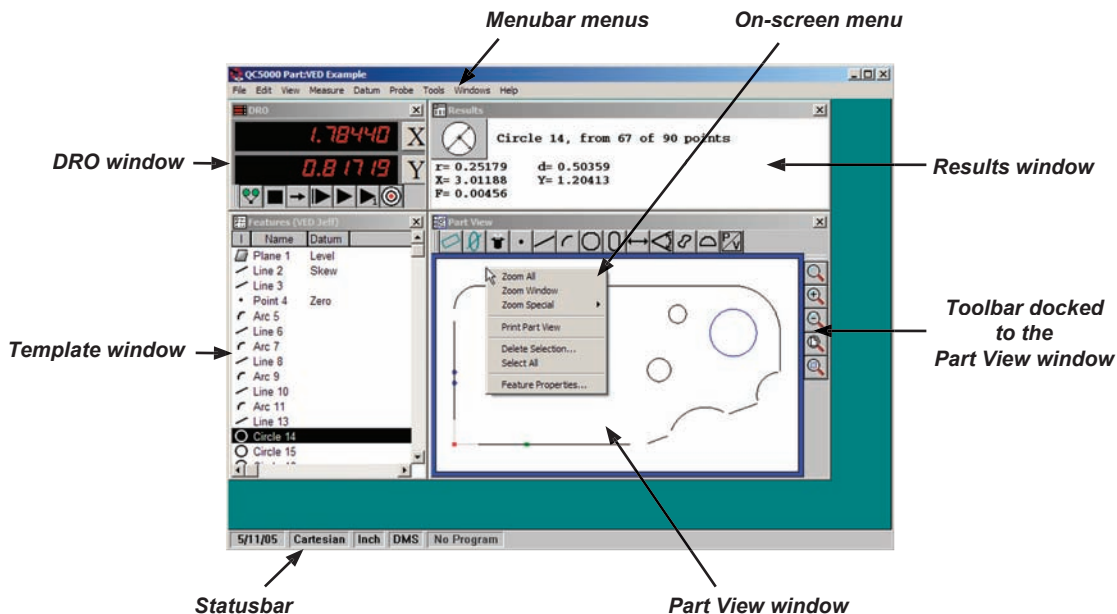 Menubar menus
On-screen menu
QC5000 Part:VED Example
File Edit View Measure Datum Probe Tools Windows Help
DRO
1.78440 X
0.81719 Y
1
Results
Circle 14, from 67 of 90 points
r= 0.25179 d= 0.50359
X= 3.01188 Y= 1.20413
F= 0.00456
DRO window
Results window
Features (VED Jeff)
I Name Datum
Plane 1 Level
Line 2 Skew
Line 3
Point 4 Zero
Arc 5
Line 6
Arc 7
Line 8
Arc 9
Line 10
Arc 11
Line 13
Circle 14
Circle 15
Template window
Part View
P/V
Zoom All
Zoom Window
Zoom Special
Print Part View
Delete Selection...
Select All
Feature Properties...
Toolbar docked
to the
Part View window
5/11/05 Cartesian Inch DMS No Program
Statusbar
Part View window